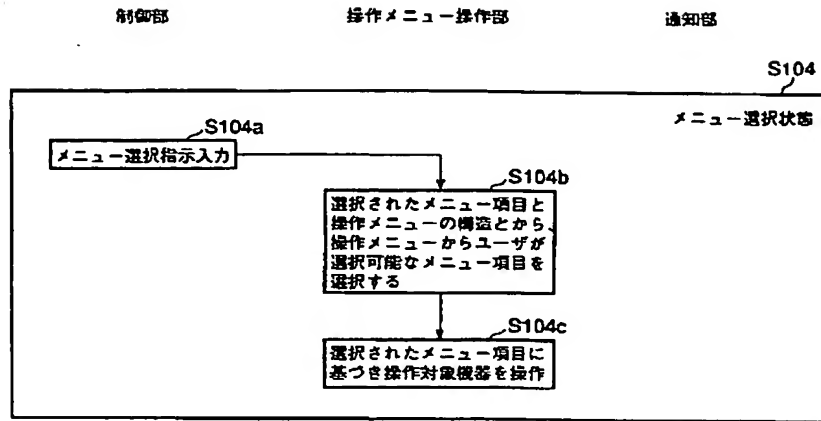 制御部
操作メニュー操作部
通知部
S104
メニュー選択状態
S104a
メニュー選択指示入力
S104b
選択されたメニュー項目と
操作メニューの構造とから、
操作メニューからユーザが
選択可能なメニュー項目を
選択する
S104c
選択されたメニュー項目に
基づき操作対象機器を操作